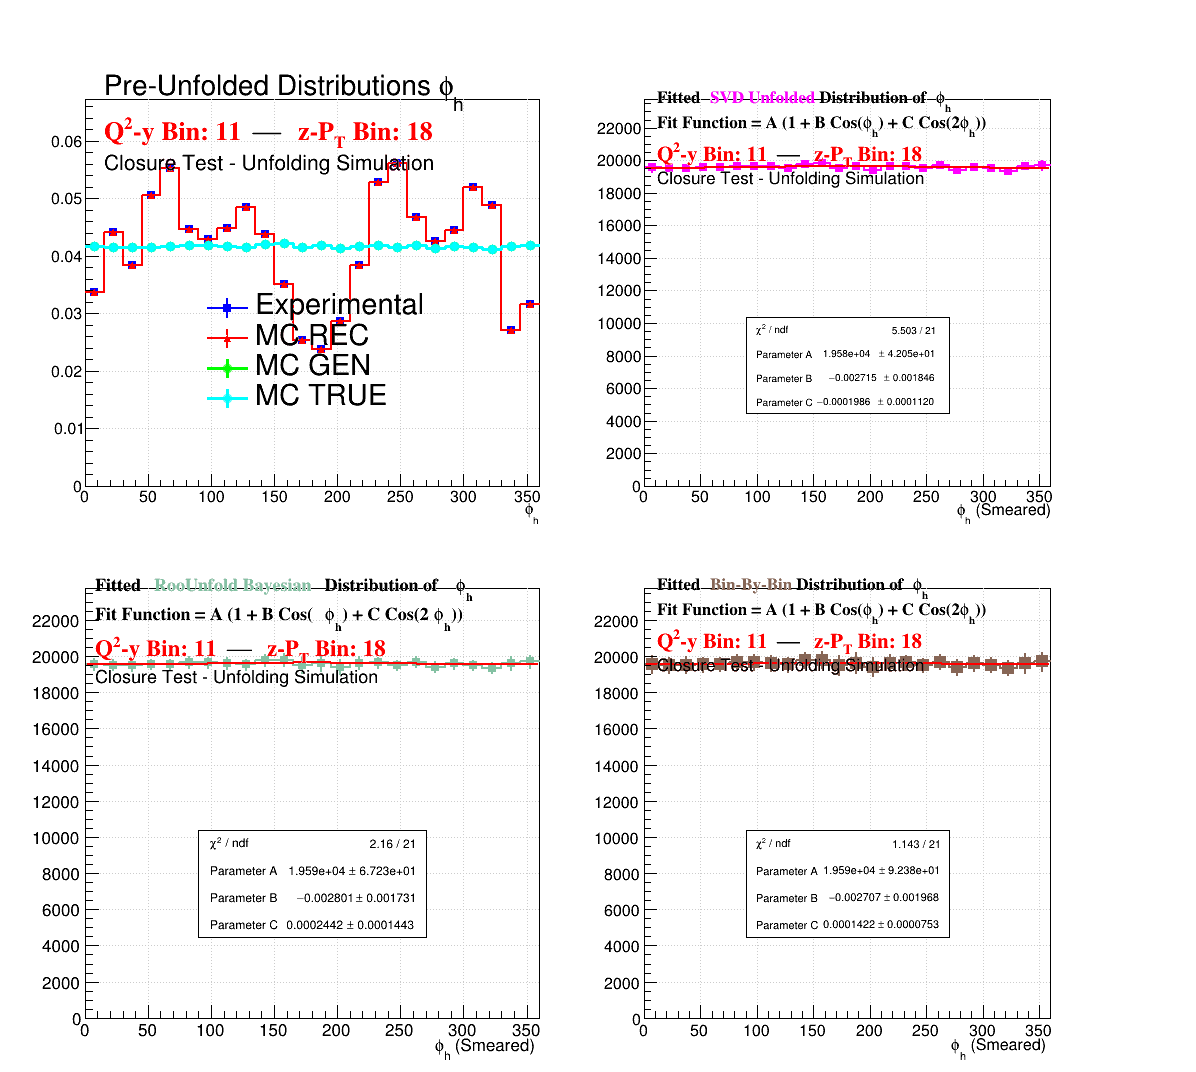 Pre-Unfolded Distributions ϕh
Q2-y Bin: 11 — z-PT Bin: 18
Closure Test - Unfolding Simulation
0.06
0.05
0.04
0.03
0.02
0.01
0
Experimental
MC REC
MC GEN
MC TRUE
0 50 100 150 200 250 300 350
ϕh
Fitted SVD Unfolded Distribution of ϕh
Fit Function = A (1 + B Cos(ϕh) + C Cos(2ϕh))
Q2-y Bin: 11 — z-PT Bin: 18
Closure Test - Unfolding Simulation
22000
20000
18000
16000
14000
12000
10000
8000
6000
4000
2000
0
χ2 / ndf 5.503 / 21
Parameter A 1.958e+04 ± 4.205e+01
Parameter B −0.002715 ± 0.001846
Parameter C −0.0001986 ± 0.0001120
0 50 100 150 200 250 300 350
ϕh (Smeared)
Fitted RooUnfold Bayesian Distribution of ϕh
Fit Function = A (1 + B Cos( ϕh) + C Cos(2 ϕh))
Q2-y Bin: 11 — z-PT Bin: 18
Closure Test - Unfolding Simulation
22000
20000
18000
16000
14000
12000
10000
8000
6000
4000
2000
0
χ2 / ndf 2.16 / 21
Parameter A 1.959e+04 ± 6.723e+01
Parameter B −0.002801 ± 0.001731
Parameter C 0.0002442 ± 0.0001443
0 50 100 150 200 250 300 350
ϕh (Smeared)
Fitted Bin-By-Bin Distribution of ϕh
Fit Function = A (1 + B Cos(ϕh) + C Cos(2ϕh))
Q2-y Bin: 11 — z-PT Bin: 18
Closure Test - Unfolding Simulation
22000
20000
18000
16000
14000
12000
10000
8000
6000
4000
2000
0
χ2 / ndf 1.143 / 21
Parameter A 1.959e+04 ± 9.238e+01
Parameter B −0.002707 ± 0.001968
Parameter C 0.0001422 ± 0.0000753
0 50 100 150 200 250 300 350
ϕh (Smeared)